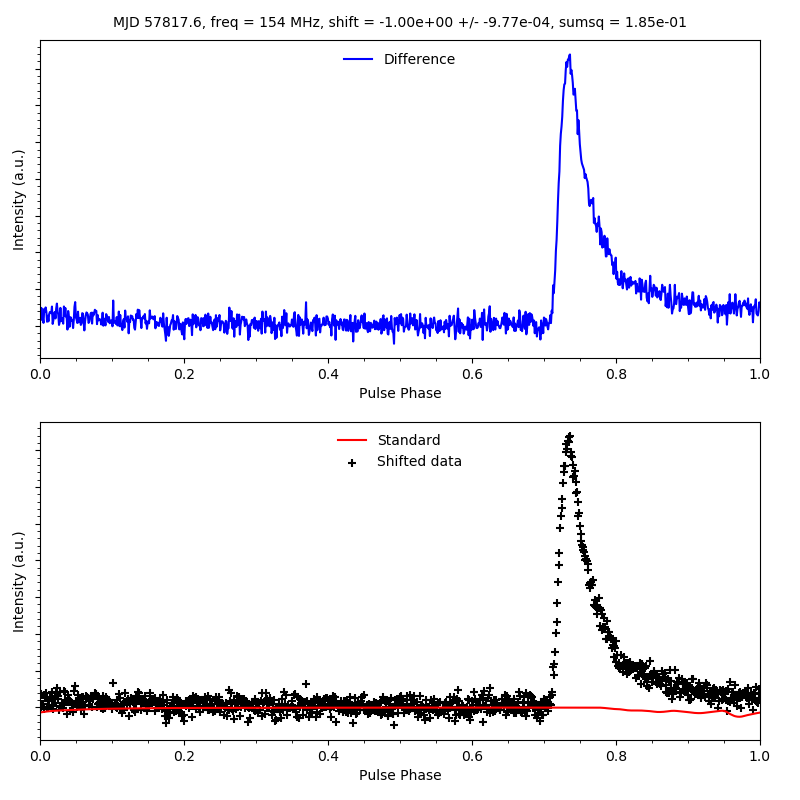 MJD 57817.6, freq = 154 MHz, shift = -1.00e+00 +/- -9.77e-04, sumsq = 1.85e-01
Difference
Intensity (a.u.)
0.0 0.2 0.4 0.6 0.8 1.0
Pulse Phase
Standard
Shifted data
Intensity (a.u.)
0.0 0.2 0.4 0.6 0.8 1.0
Pulse Phase